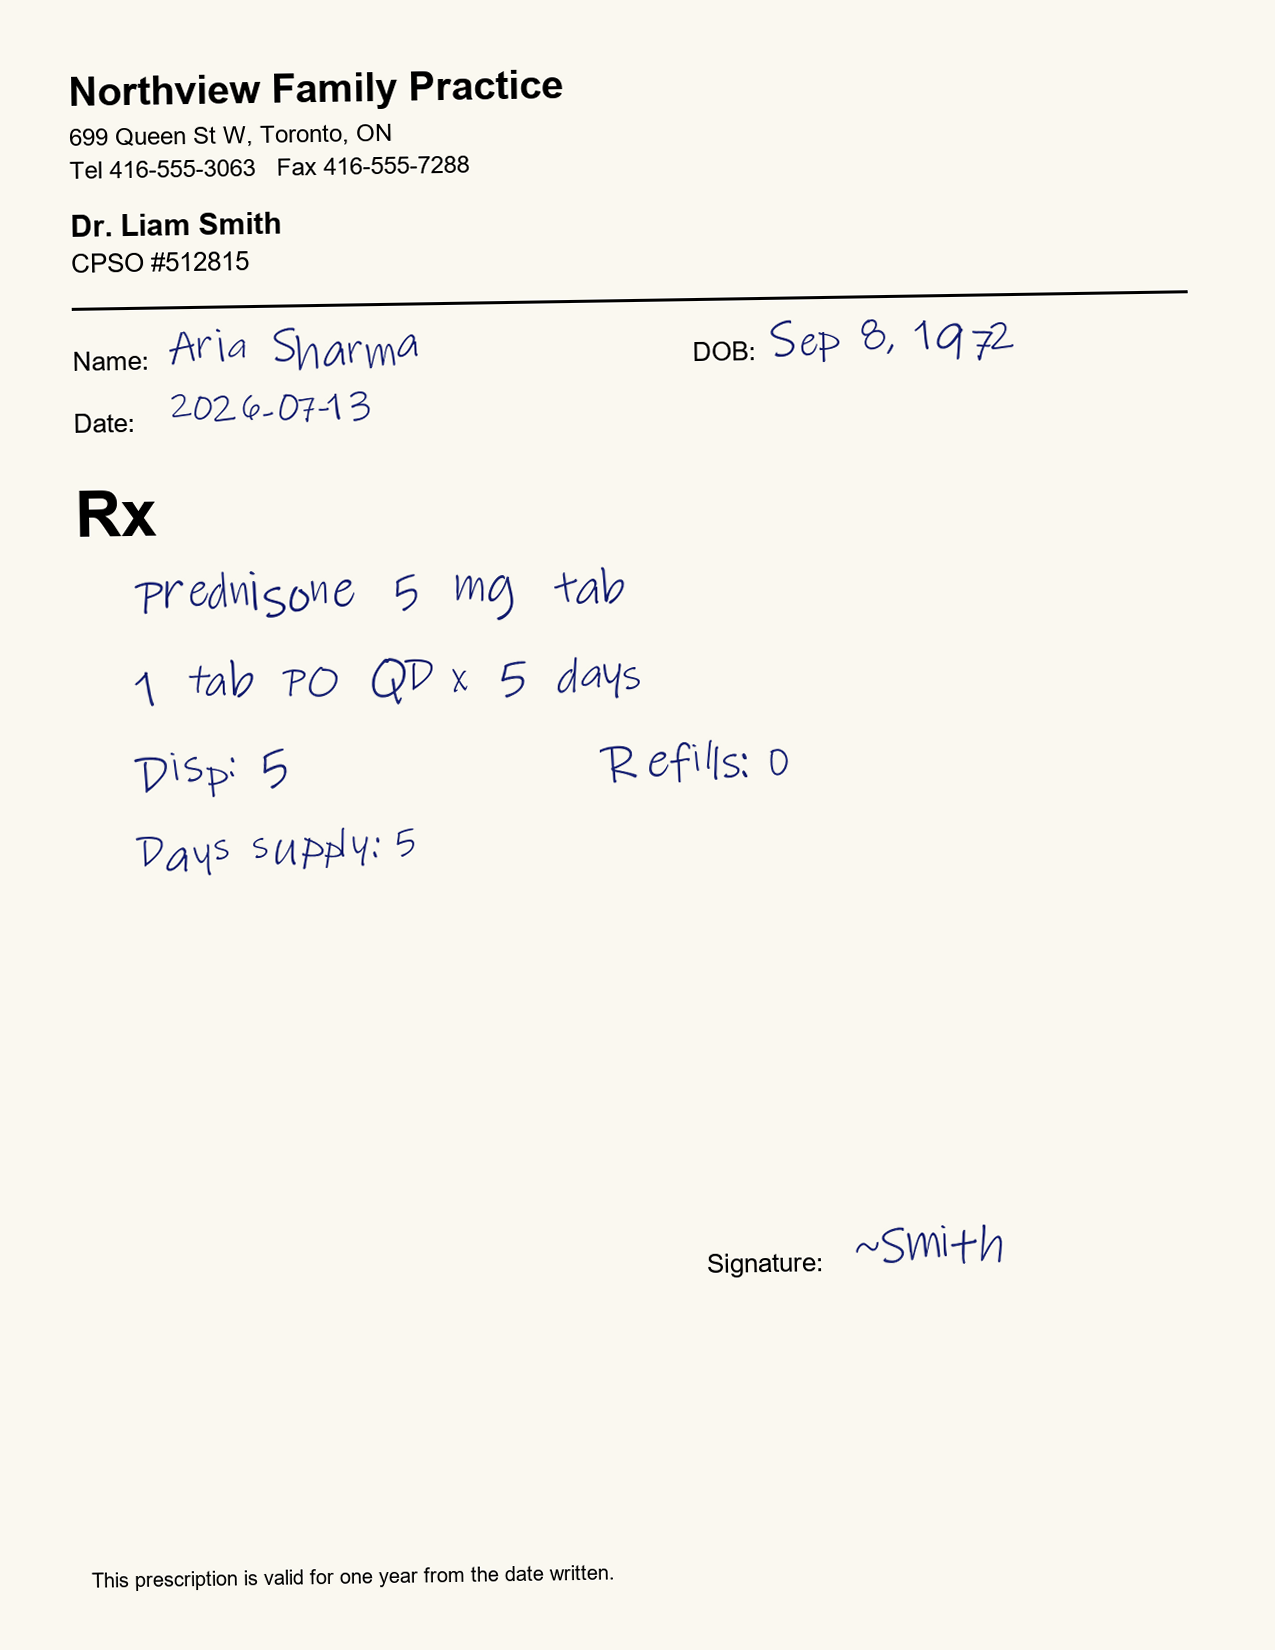 Northview Family Practice
699 Queen St W, Toronto, ON
Tel 416-555-3063 Fax 416-555-7288
Dr. Liam Smith
CPSO #512815
Name: Aria Sharma DOB: Sep 8, 1972
Date: 2026-07-13
Rx
Prednisone 5 mg tab
1 tab PO QD x 5 days
Disp: 5 Refills: 0
Days supply: 5
Signature: ~Smith
This prescription is valid for one year from the date written.